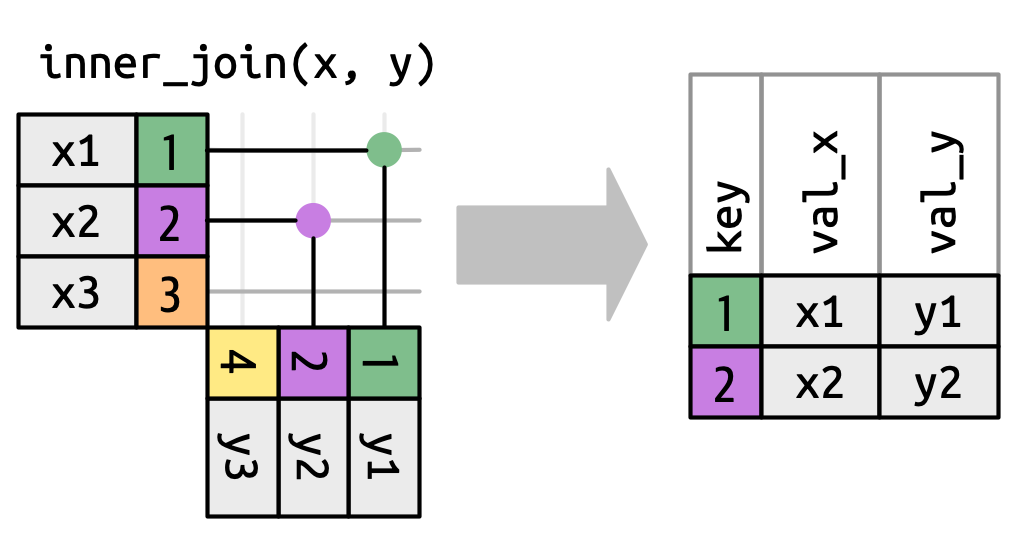 inner_join(x, y)
x1 1
x2 2
x3 3
4 2 1
y3 y2 y1
key val_x val_y
1 x1 y1
2 x2 y2